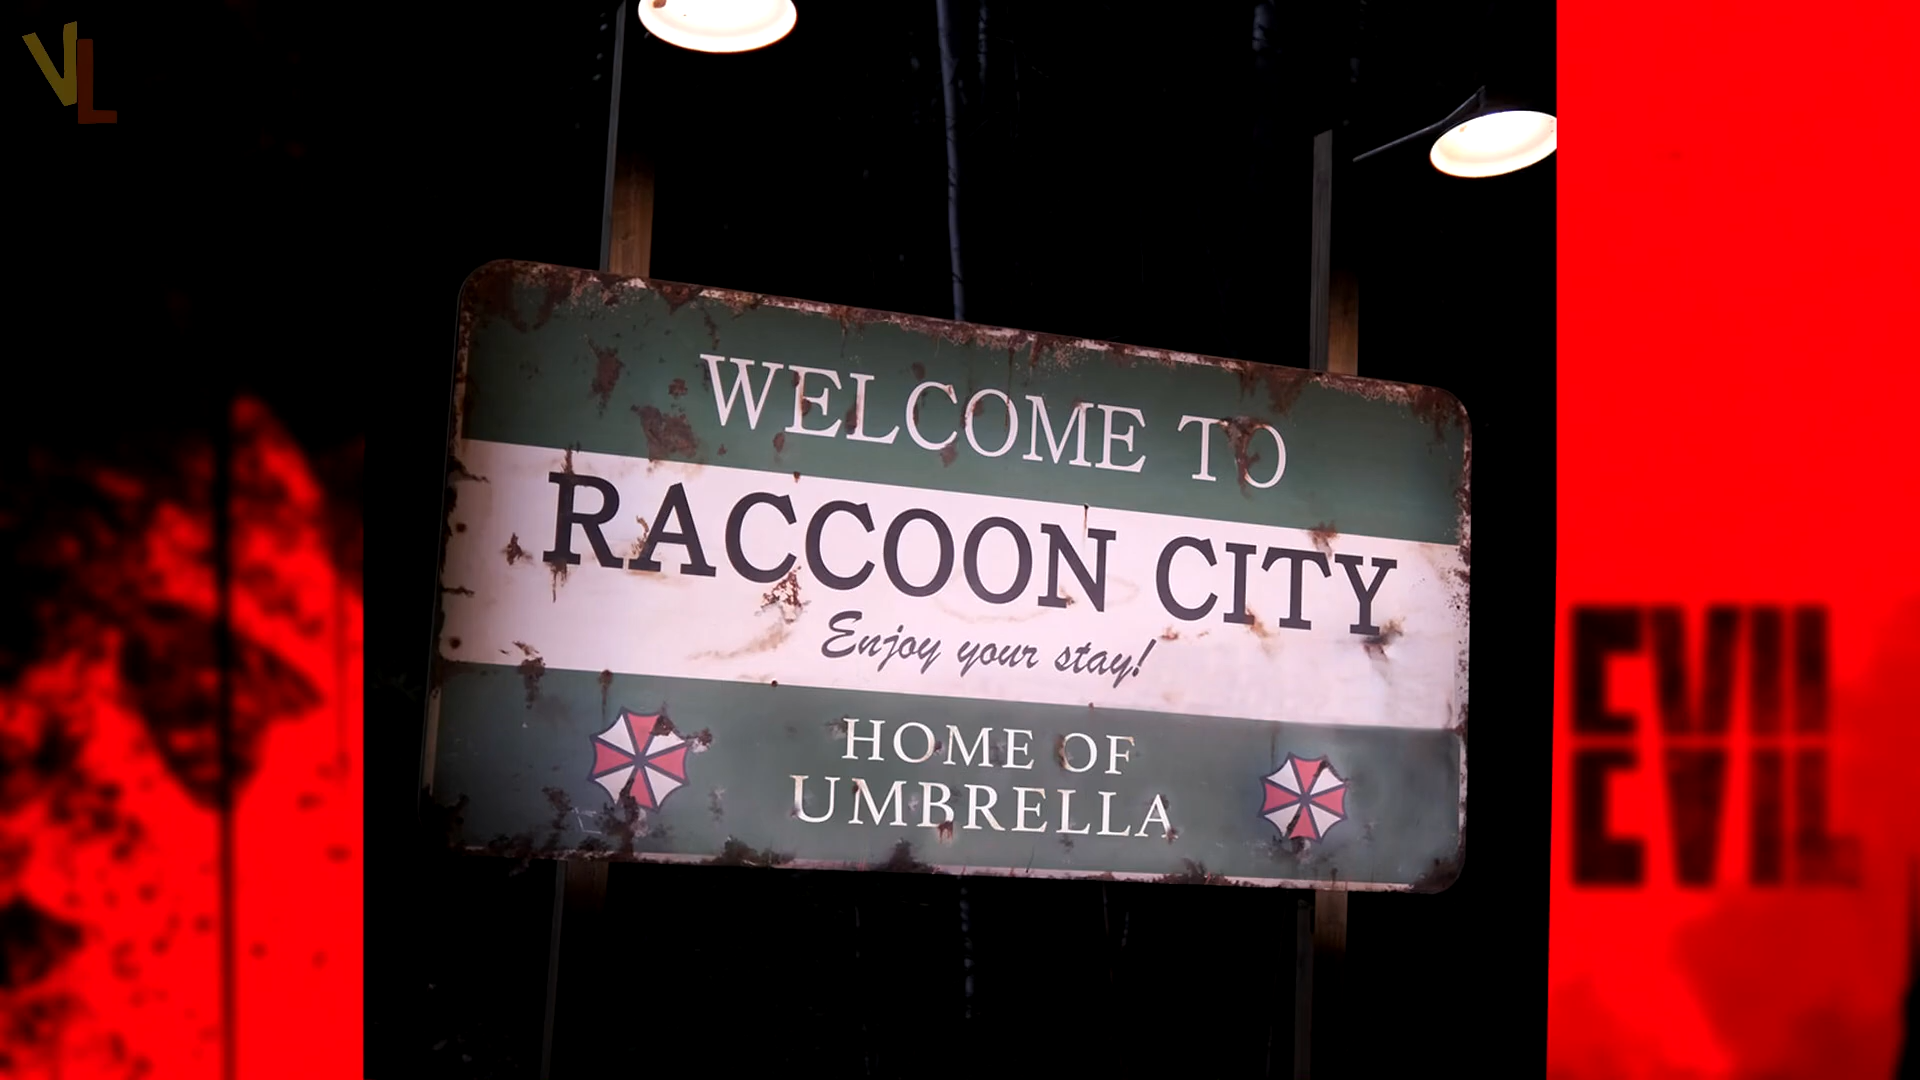 VL
WELCOME TO
RACCOON CITY
Enjoy your stay!
HOME OF
UMBRELLA
EVIL
EVIL